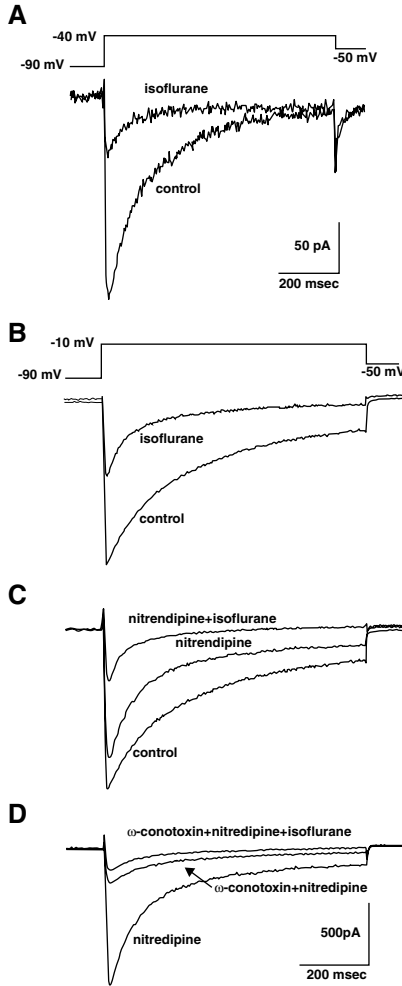 A
-40 mV
-90 mV
-50 mV
isoflurane
control
50 pA
200 msec
B
-10 mV
-90 mV
-50 mV
isoflurane
control
C
nitrendipine+isoflurane
nitrendipine
control
D
ω-conotoxin+nitredipine+isoflurane
ω-conotoxin+nitredipine
nitredipine
500pA
200 msec